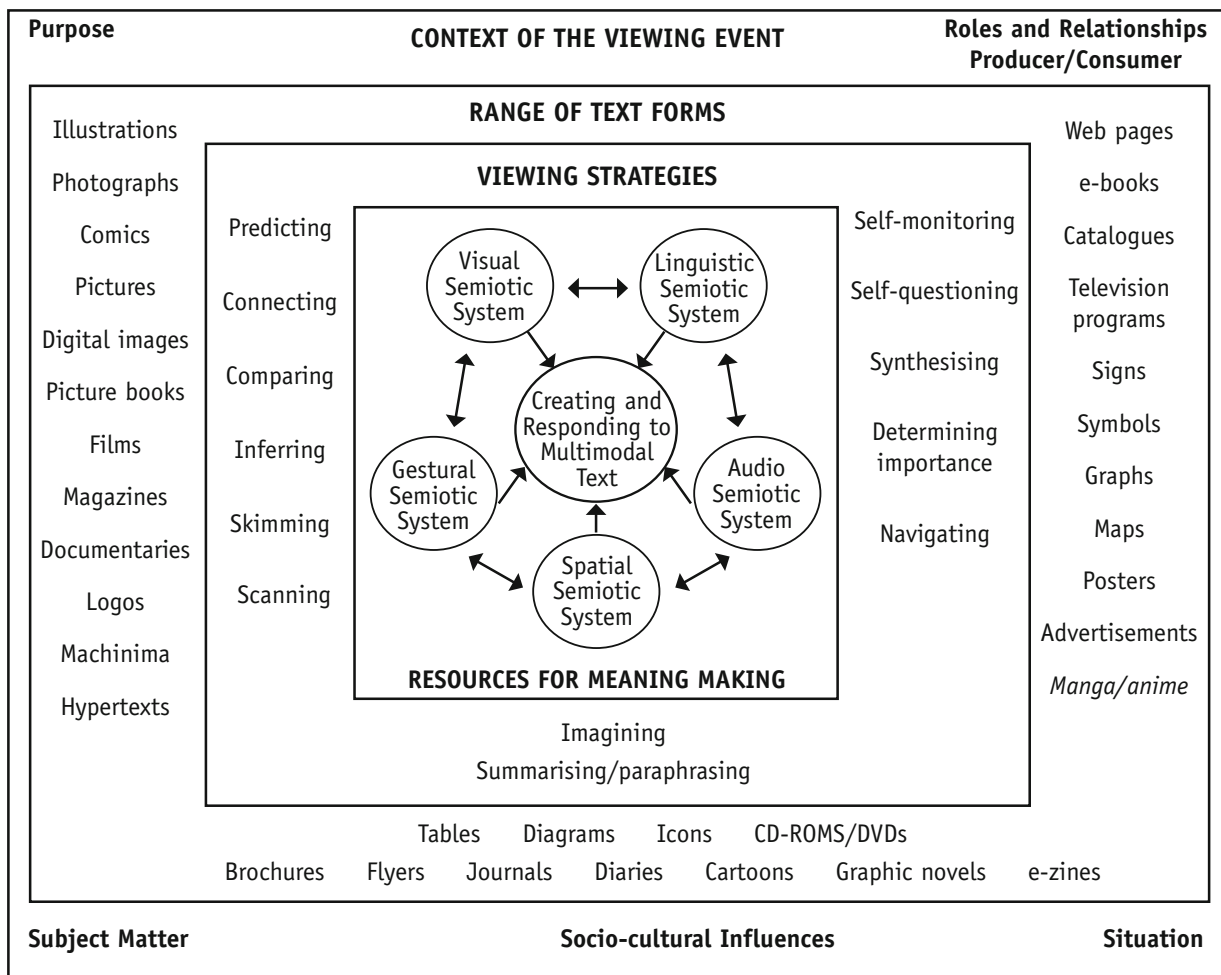 Purpose
CONTEXT OF THE VIEWING EVENT
Roles and Relationships
Producer/Consumer
RANGE OF TEXT FORMS
Illustrations
Photographs
Comics
Pictures
Digital images
Picture books
Films
Magazines
Documentaries
Logos
Machinima
Hypertexts
VIEWING STRATEGIES
Predicting
Connecting
Comparing
Inferring
Skimming
Scanning
Visual
Semiotic
System
Linguistic
Semiotic
System
Creating and
Responding to
Multimodal
Text
Gestural
Semiotic
System
Audio
Semiotic
System
Spatial
Semiotic
System
RESOURCES FOR MEANING MAKING
Self-monitoring
Self-questioning
Synthesising
Determining
importance
Navigating
Imagining
Summarising/paraphrasing
Web pages
e-books
Catalogues
Television
programs
Signs
Symbols
Graphs
Maps
Posters
Advertisements
Manga/anime
Tables Diagrams Icons CD-ROMS/DVDs
Brochures Flyers Journals Diaries Cartoons Graphic novels e-zines
Subject Matter
Socio-cultural Influences
Situation